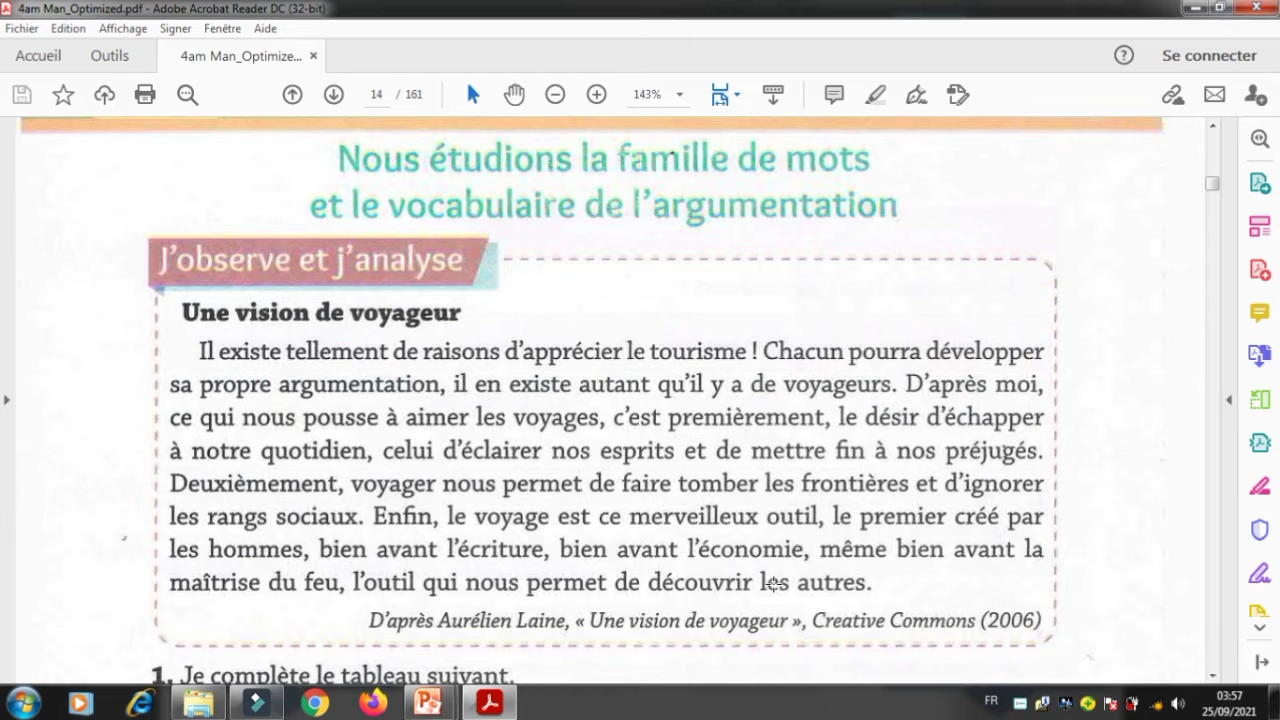 4am Man_Optimized.pdf - Adobe Acrobat Reader DC (32-bit)
Fichier Edition Affichage Signer Fenêtre Aide
Accueil Outils 4am Man_Optimize... × ? Se connecter
14 / 161 143%
Nous étudions la famille de mots
et le vocabulaire de l'argumentation
J'observe et j'analyse
Une vision de voyageur
Il existe tellement de raisons d'apprécier le tourisme ! Chacun pourra développer
sa propre argumentation, il en existe autant qu'il y a de voyageurs. D'après moi,
ce qui nous pousse à aimer les voyages, c'est premièrement, le désir d'échapper
à notre quotidien, celui d'éclairer nos esprits et de mettre fin à nos préjugés.
Deuxièmement, voyager nous permet de faire tomber les frontières et d'ignorer
les rangs sociaux. Enfin, le voyage est ce merveilleux outil, le premier créé par
les hommes, bien avant l'écriture, bien avant l'économie, même bien avant la
maîtrise du feu, l'outil qui nous permet de découvrir les autres.
D'après Aurélien Laine, « Une vision de voyageur », Creative Commons (2006)
1. Je complète le tableau suivant.
FR 03:57
25/09/2021